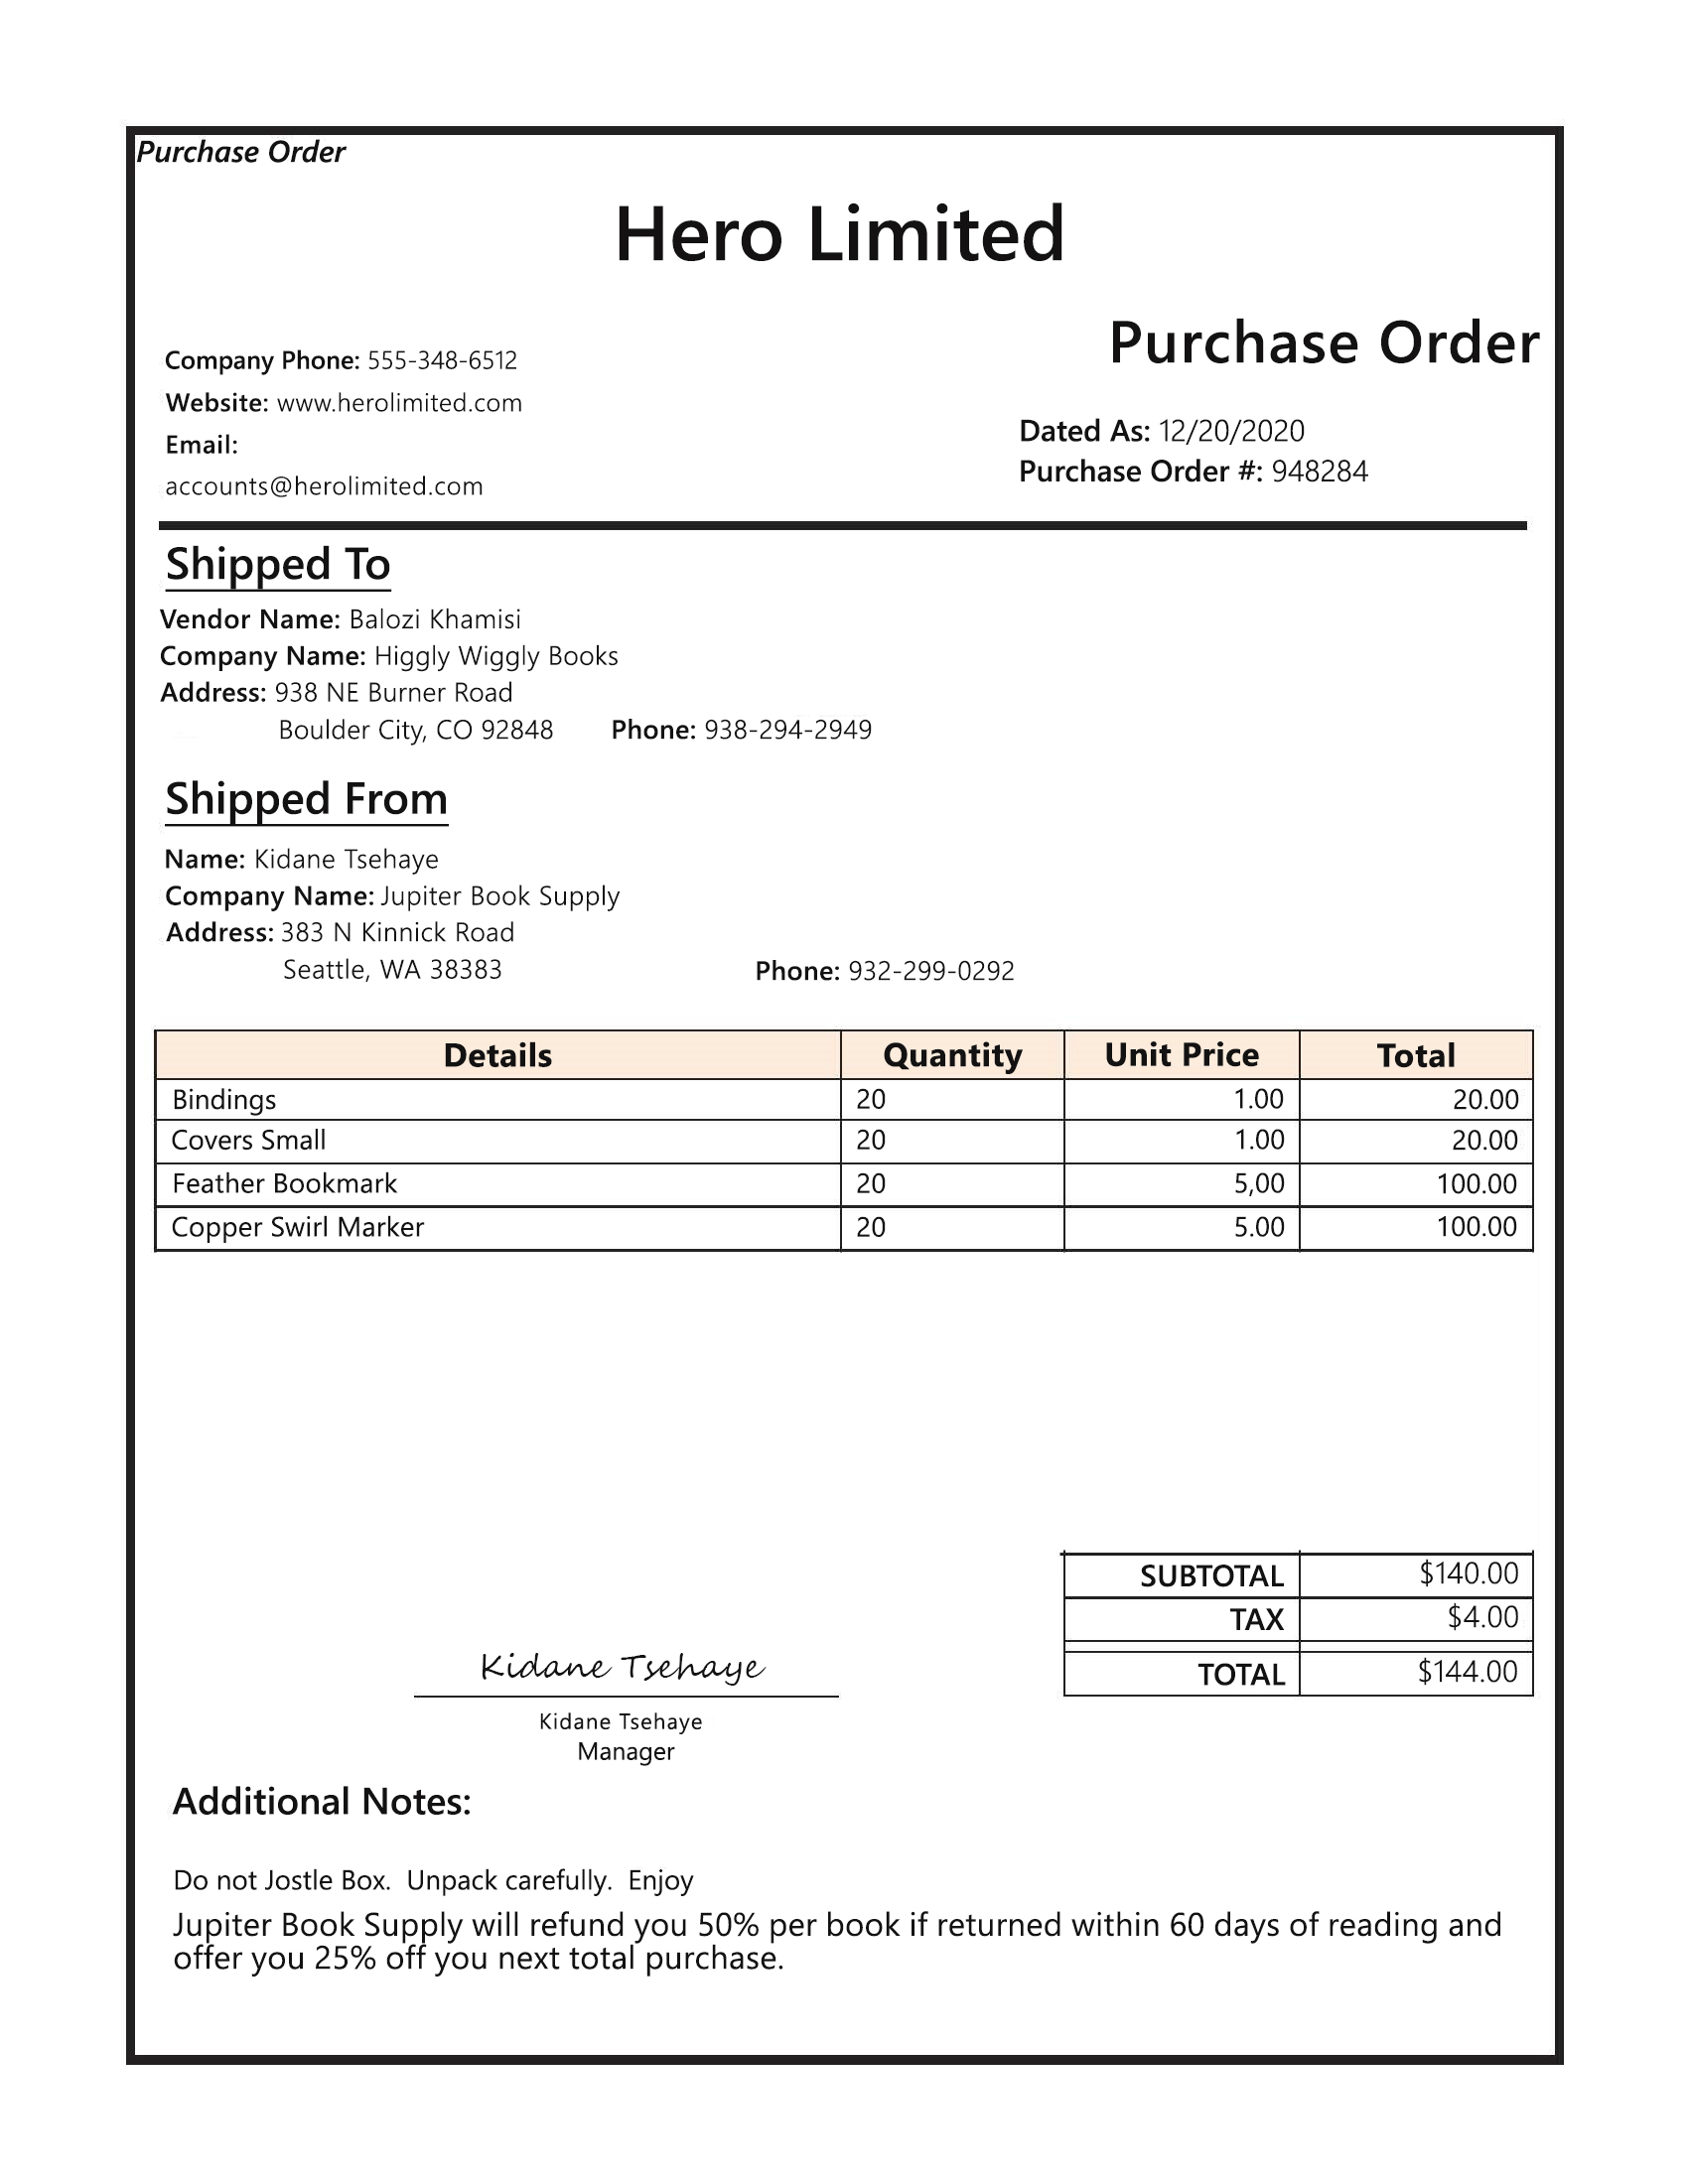 Purchase Order
Hero Limited
Purchase Order
Company Phone: 555-348-6512
Website: www.herolimited.com
Email:
accounts@herolimited.com
Dated As: 12/20/2020
Purchase Order #: 948284
Shipped To
Vendor Name: Balozi Khamisi
Company Name: Higgly Wiggly Books
Address: 938 NE Burner Road
Boulder City, CO 92848 Phone: 938-294-2949
Shipped From
Name: Kidane Tsehaye
Company Name: Jupiter Book Supply
Address: 383 N Kinnick Road
Seattle, WA 38383 Phone: 932-299-0292
Details Quantity Unit Price Total
Bindings 20 1.00 20.00
Covers Small 20 1.00 20.00
Feather Bookmark 20 5,00 100.00
Copper Swirl Marker 20 5.00 100.00
SUBTOTAL $140.00
TAX $4.00
TOTAL $144.00
Kidane Tsehaye
Kidane Tsehaye
Manager
Additional Notes:
Do not Jostle Box. Unpack carefully. Enjoy
Jupiter Book Supply will refund you 50% per book if returned within 60 days of reading and
offer you 25% off you next total purchase.